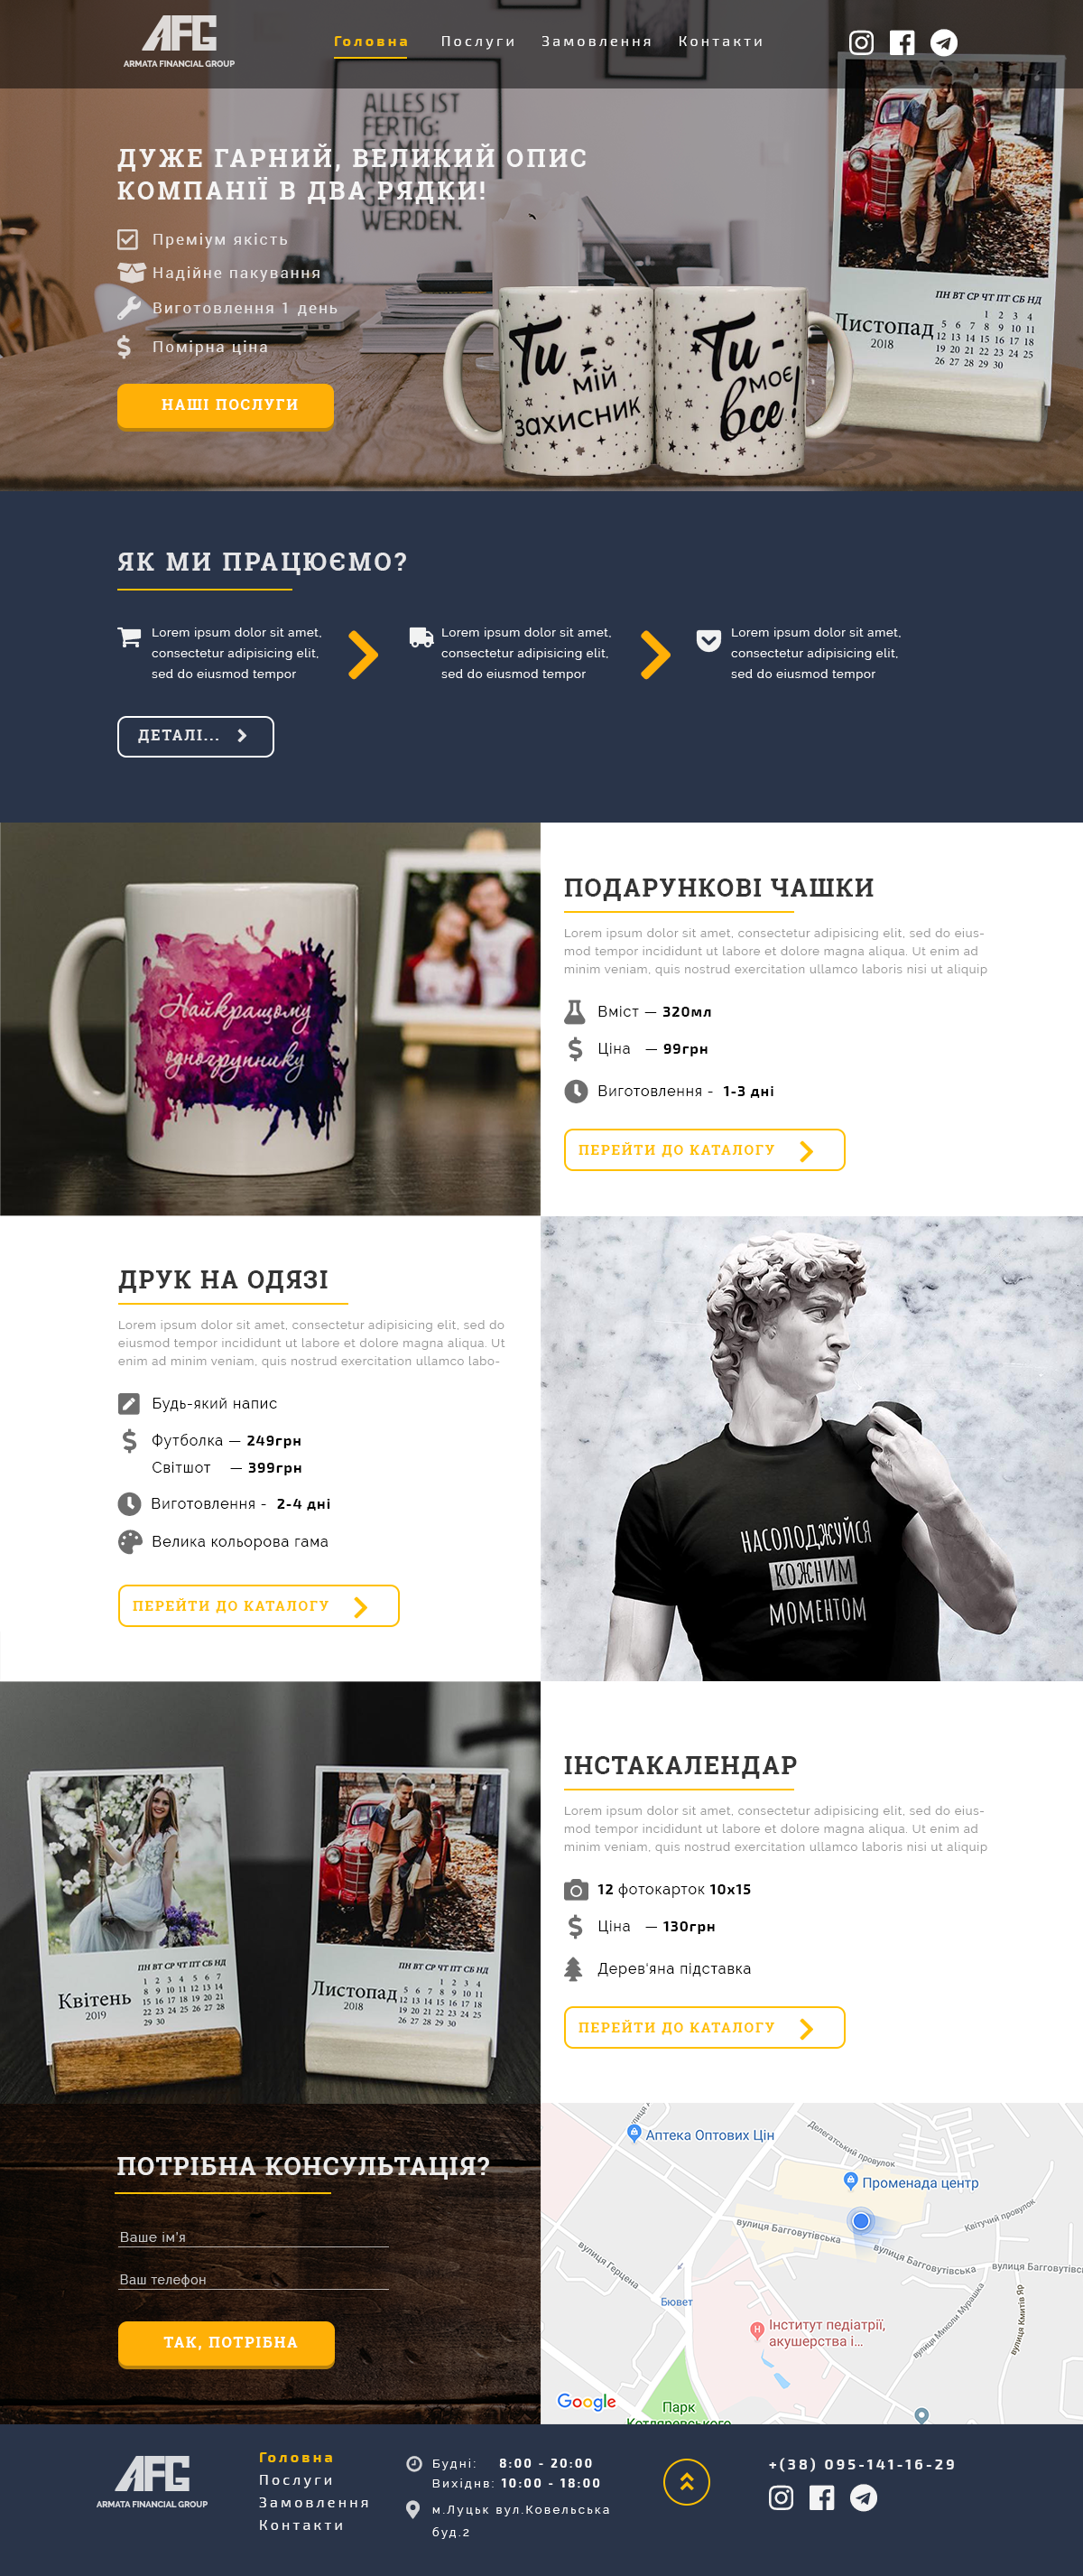 AFG
ARMATA FINANCIAL GROUP
Головна
Послуги
Замовлення
Контакти
ALLES IST
FERTIG:
WERDEN.
ДУЖЕ ГАРНИЙ, ВЕЛИКИЙ ОПИС
КОМПАНІЇ В ДВА РЯДКИ!
Преміум якість
Надійне пакування
Виготовлення 1 день
Помірна ціна
НАШІ ПОСЛУГИ
Ти -
мій
захисник
Ти -
моє
все!
ПН ВТ СР ЧТ ПТ СБ НД
Листопад
2018
1 2 3 4
5 6 7 8 9 10 11
12 13 14 15 16 17 18
19 20 21 22 23 24 25
26 27 28 29 30
ЯК МИ ПРАЦЮЄМО?
Lorem ipsum dolor sit amet,
consectetur adipisicing elit,
sed do eiusmod tempor
Lorem ipsum dolor sit amet,
consectetur adipisicing elit,
sed do eiusmod tempor
Lorem ipsum dolor sit amet,
consectetur adipisicing elit,
sed do eiusmod tempor
ДЕТАЛІ...
Найкращому
одногрупнику
ПОДАРУНКОВІ ЧАШКИ
Lorem ipsum dolor sit amet, consectetur adipisicing elit, sed do eius-
mod tempor incididunt ut labore et dolore magna aliqua. Ut enim ad
minim veniam, quis nostrud exercitation ullamco laboris nisi ut aliquip
Вміст — 320мл
Ціна — 99грн
Виготовлення - 1-3 дні
ПЕРЕЙТИ ДО КАТАЛОГУ
ДРУК НА ОДЯЗІ
Lorem ipsum dolor sit amet, consectetur adipisicing elit, sed do
eiusmod tempor incididunt ut labore et dolore magna aliqua. Ut
enim ad minim veniam, quis nostrud exercitation ullamco labo-
Будь-який напис
Футболка — 249грн
Світшот — 399грн
Виготовлення - 2-4 дні
Велика кольорова гама
ПЕРЕЙТИ ДО КАТАЛОГУ
НАСОЛОДЖУЙСЯ
КОЖНИМ
МОМЕНТОМ
ПН ВТ СР ЧТ ПТ СБ НД
Квітень
2019
1 2 3 4 5 6 7
8 9 10 11 12 13 14
15 16 17 18 19 20 21
22 23 24 25 26 27 28
29 30
ПН ВТ СР ЧТ ПТ СБ НД
Листопад
2018
1 2 3 4
5 6 7 8 9 10 11
12 13 14 15 16 17 18
19 20 21 22 23 24 25
26 27 28 29 30
ІНСТАКАЛЕНДАР
Lorem ipsum dolor sit amet, consectetur adipisicing elit, sed do eius-
mod tempor incididunt ut labore et dolore magna aliqua. Ut enim ad
minim veniam, quis nostrud exercitation ullamco laboris nisi ut aliquip
12 фотокарток 10х15
Ціна — 130грн
Дерев'яна підставка
ПЕРЕЙТИ ДО КАТАЛОГУ
ПОТРІБНА КОНСУЛЬТАЦІЯ?
Ваше ім'я
Ваш телефон
ТАК, ПОТРІБНА
Аптека Оптових Цін
Делегатський провулок
Променада центр
вулиця Багговутівська
Квітучий провулок
вулиця Герцена
вулиця Багговутівська
вулиця Багговутівсь
Бювет
вулиця Миколи Мурашка
вулиця Кмитів Яр
Інститут педіатрії,
акушерства і...
Google
Парк
Котляревського
AFG
ARMATA FINANCIAL GROUP
Головна
Послуги
Замовлення
Контакти
Будні: 8:00 - 20:00
Вихіднв: 10:00 - 18:00
м.Луцьк вул.Ковельська
буд.2
+(38) 095-141-16-29